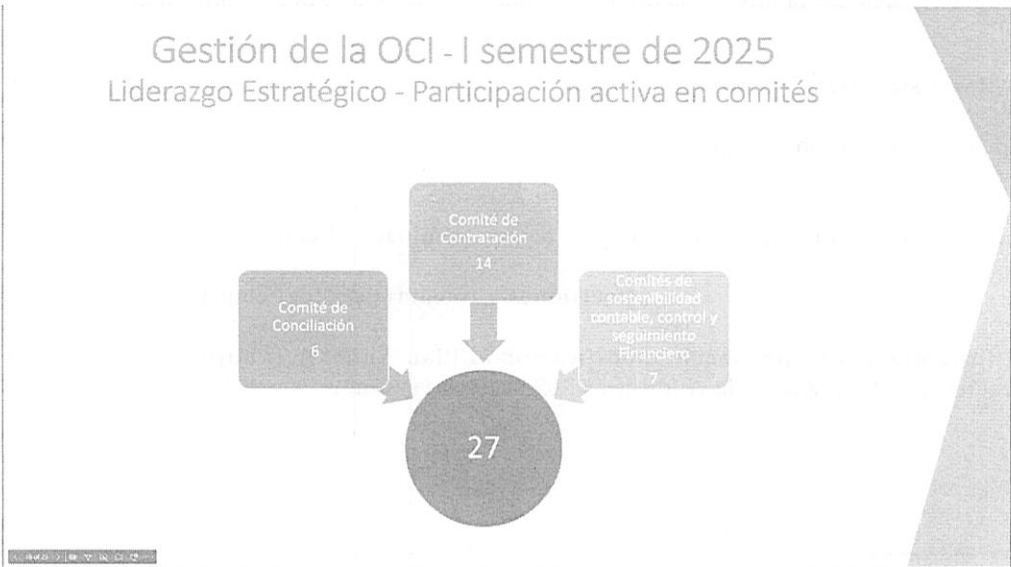 Gestión de la OCI - I semestre de 2025
Liderazgo Estratégico - Participación activa en comités
Comité de
Conciliación
6
Comité de
Contratación
14
Comités de
sostenibilidad
contable, control y
seguimiento
Financiero
7
27